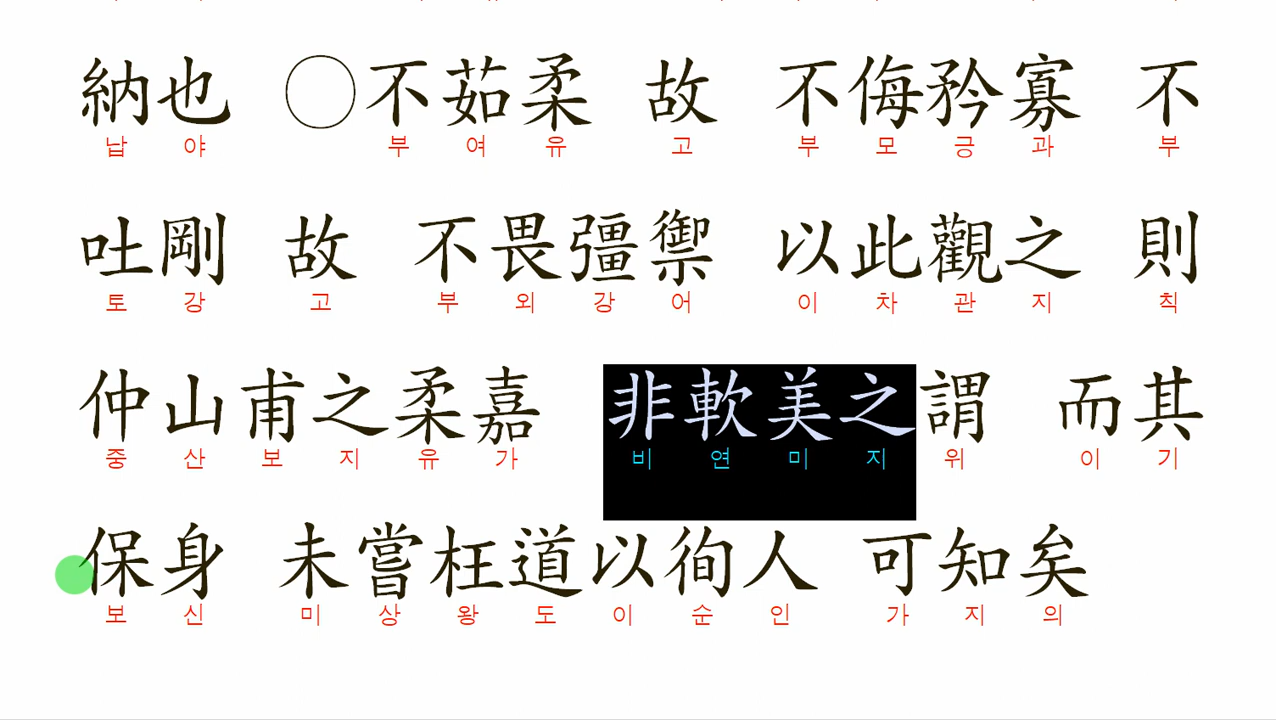 納也 ○不茹柔 故 不侮矜寡 不
납 야 부 여 유 고 부 모 긍 과 부
吐剛 故 不畏彊禦 以此觀之 則
토 강 고 부 외 강 어 이 차 관 지 칙
仲山甫之柔嘉 非軟美之謂 而其
중 산 보 지 유 가 비 연 미 지 위 이 기
保身 未嘗枉道以徇人 可知矣
보 신 미 상 왕 도 이 순 인 가 지 의